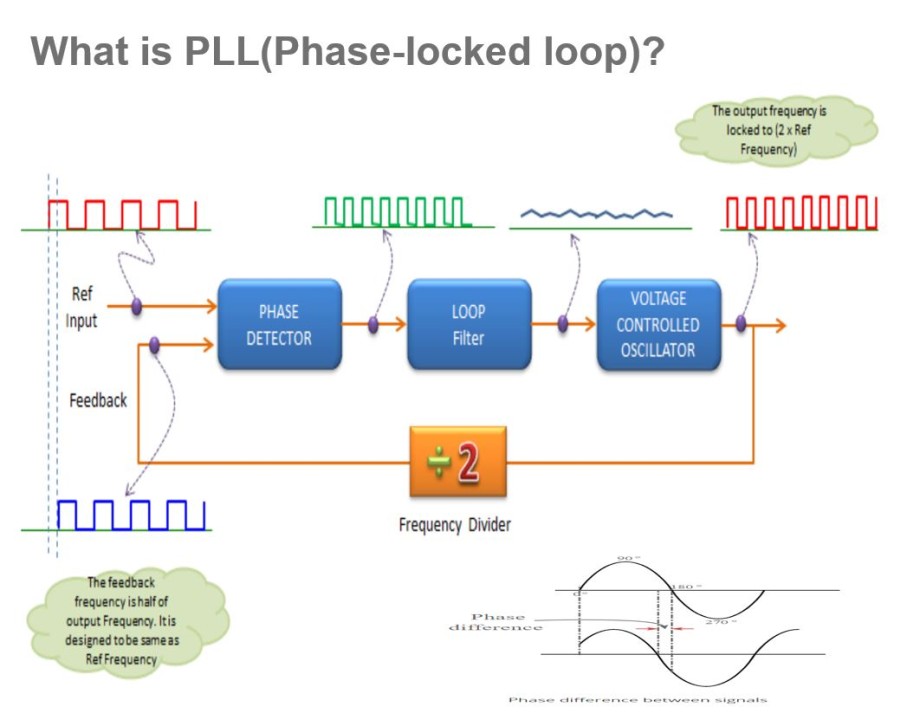 What is PLL(Phase-locked loop)?
The output frequency is
locked to (2 x Ref
Frequency)
Ref
Input
PHASE
DETECTOR
LOOP
Filter
VOLTAGE
CONTROLLED
OSCILLATOR
Feedback
÷2
Frequency Divider
The feedback
frequency is half of
output Frequency. It is
designed to be same as
Ref Frequency
90°
180°
0°
270°
Phase
difference
Phase difference between signals